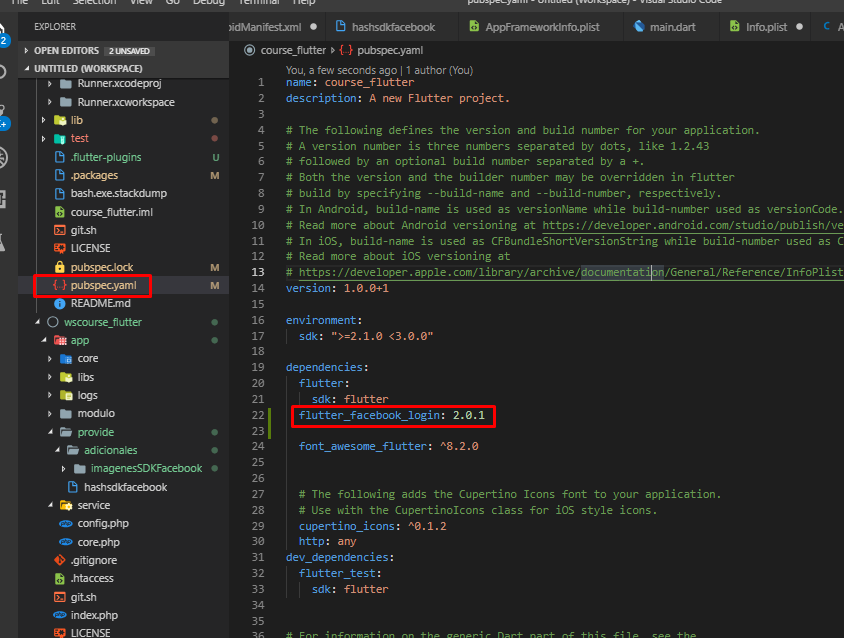 File Edit Selection View Go Debug Terminal Help
pubspec.yaml - Untitled (Workspace) - Visual Studio Code
EXPLORER
OPEN EDITORS 2 UNSAVED
UNTITLED (WORKSPACE)
Runner.xcodeproj
Runner.xcworkspace
lib
test
.flutter-plugins U
.packages M
bash.exe.stackdump
course_flutter.iml
git.sh
LICENSE
pubspec.lock M
pubspec.yaml M
README.md
wscourse_flutter
app
core
libs
logs
modulo
provide
adicionales
imagenesSDKFacebook
hashsdkfacebook
service
config.php
core.php
.gitignore
.htaccess
git.sh
index.php
LICENSE
oidManifest.xml hashsdkfacebook AppFrameworkInfo.plist main.dart Info.plist A
course_flutter pubspec.yaml
You, a few seconds ago | 1 author (You)
1 name: course_flutter
2 description: A new Flutter project.
3
4 # The following defines the version and build number for your application.
5 # A version number is three numbers separated by dots, like 1.2.43
6 # followed by an optional build number separated by a +.
7 # Both the version and the builder number may be overridden in flutter
8 # build by specifying --build-name and --build-number, respectively.
9 # In Android, build-name is used as versionName while build-number used as versionCode.
10 # Read more about Android versioning at https://developer.android.com/studio/publish/ve
11 # In iOS, build-name is used as CFBundleShortVersionString while build-number used as C
12 # Read more about iOS versioning at
13 # https://developer.apple.com/library/archive/documentation/General/Reference/InfoPlist
14 version: 1.0.0+1
15
16 environment:
17 sdk: ">=2.1.0 <3.0.0"
18
19 dependencies:
20 flutter:
21 sdk: flutter
22 flutter_facebook_login: 2.0.1
23
24 font_awesome_flutter: ^8.2.0
25
26
27 # The following adds the Cupertino Icons font to your application.
28 # Use with the CupertinoIcons class for iOS style icons.
29 cupertino_icons: ^0.1.2
30 http: any
31 dev_dependencies:
32 flutter_test:
33 sdk: flutter
34
35
36 # For information on the generic Dart part of this file, see the